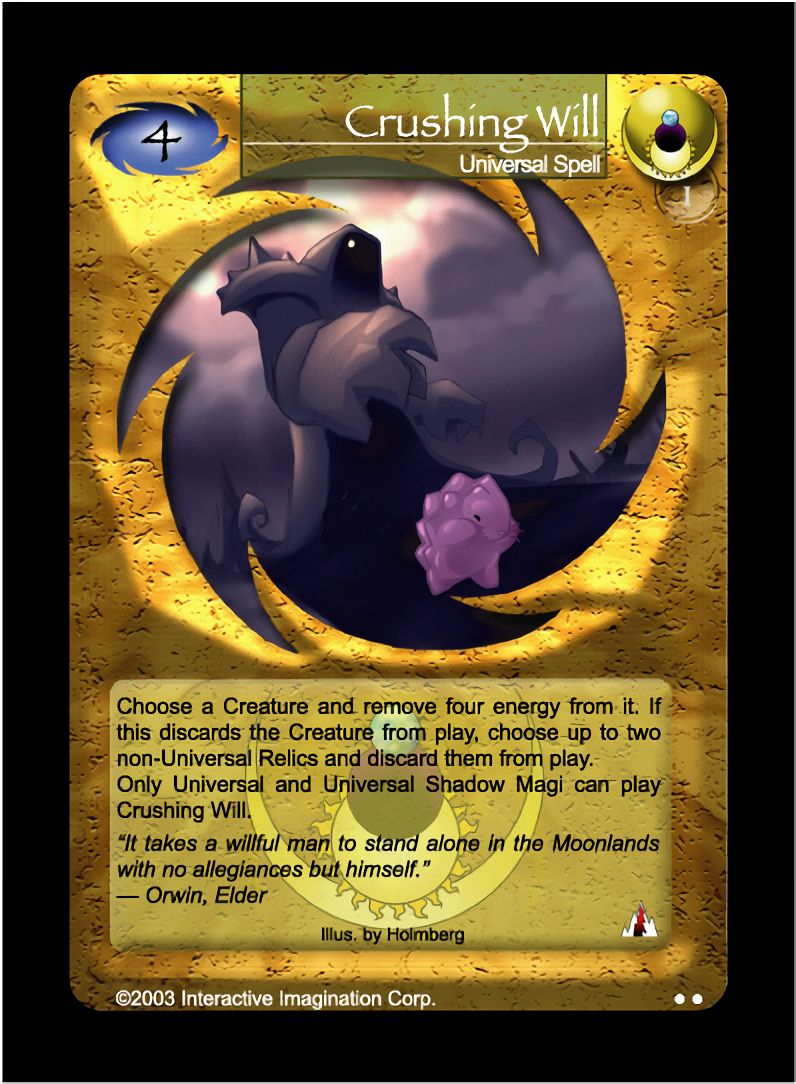 4
Crushing Will
Universal Spell
I
Choose a Creature and remove four energy from it. If
this discards the Creature from play, choose up to two
non-Universal Relics and discard them from play.
Only Universal and Universal Shadow Magi can play
Crushing Will.
“It takes a willful man to stand alone in the Moonlands
with no allegiances but himself.”
— Orwin, Elder
Illus. by Holmberg
©2003 Interactive Imagination Corp.